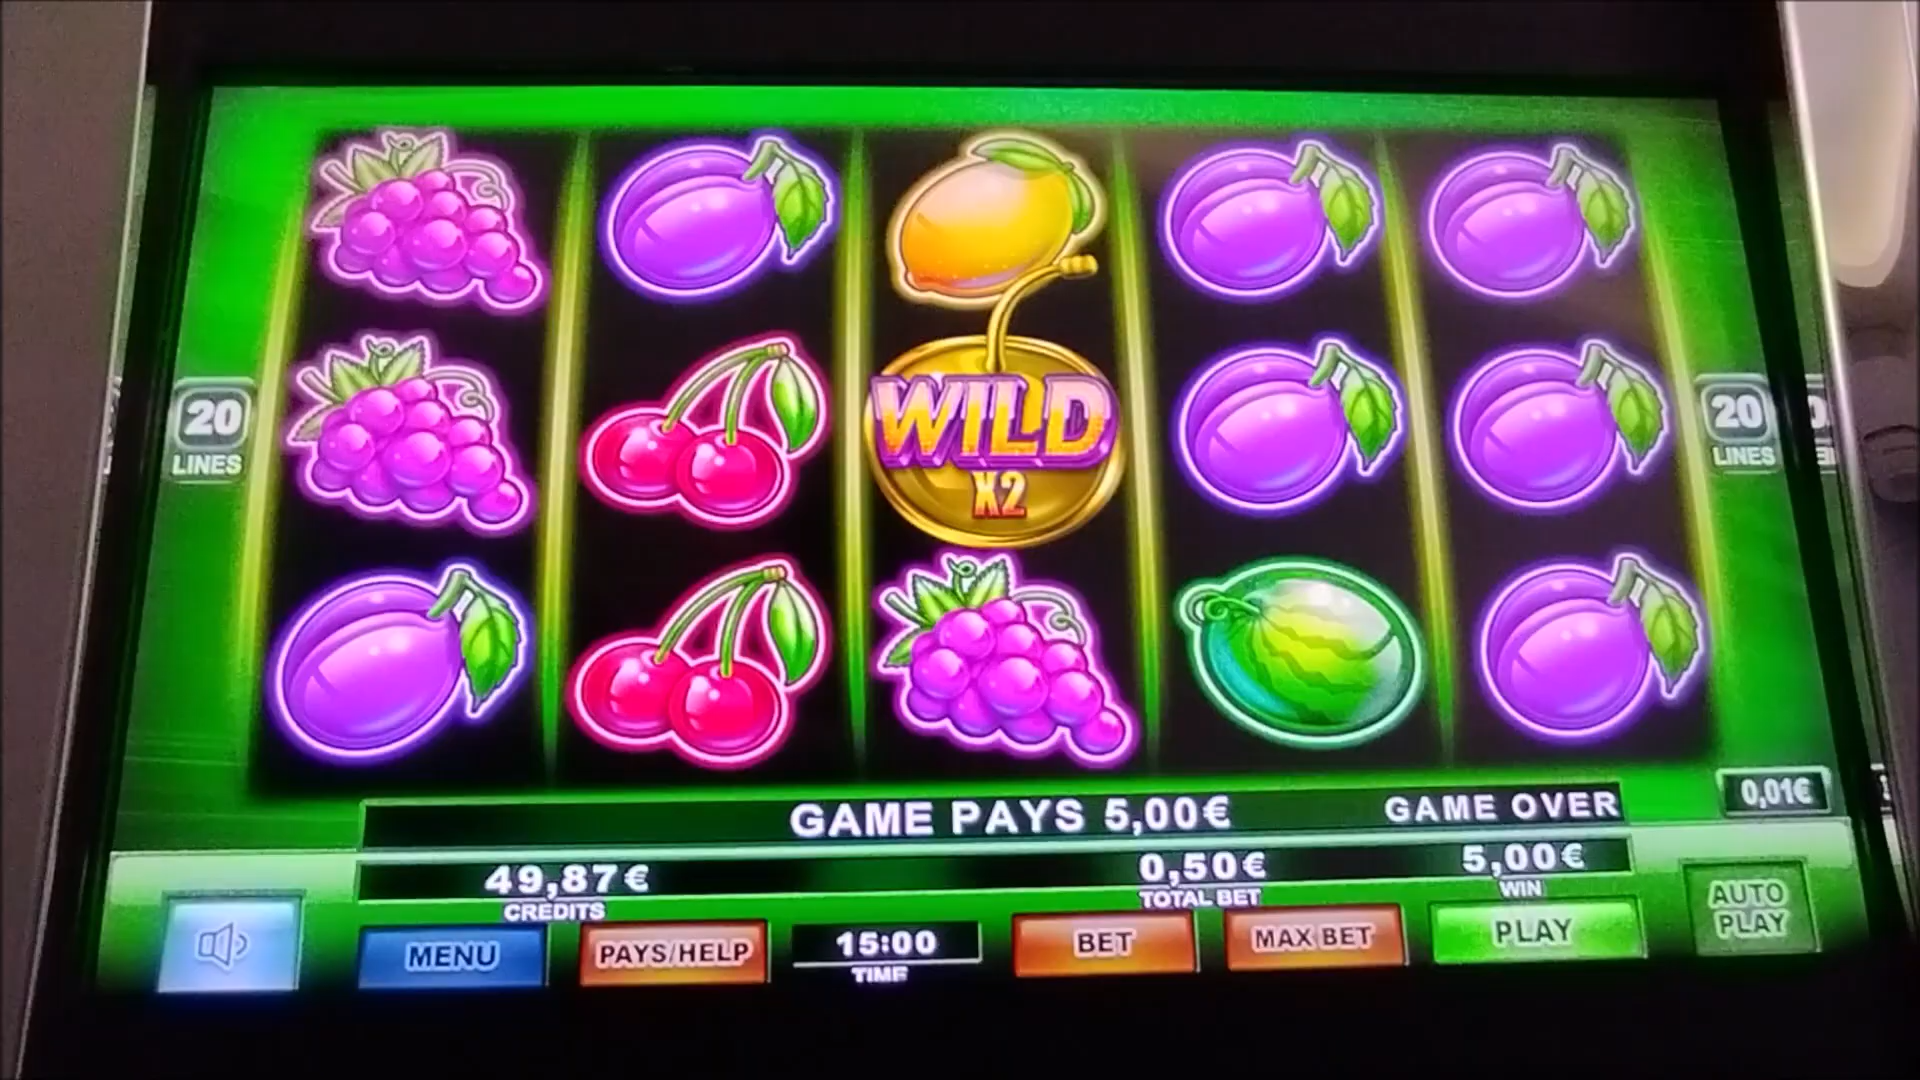 WILD
X2
20
LINES
20
LINES
GAME PAYS 5,00€
GAME OVER
0,01€
49,87€
CREDITS
0,50€
TOTAL BET
5,00€
WIN
MENU
PAYS/HELP
15:00
TIME
BET
MAX BET
PLAY
AUTO
PLAY